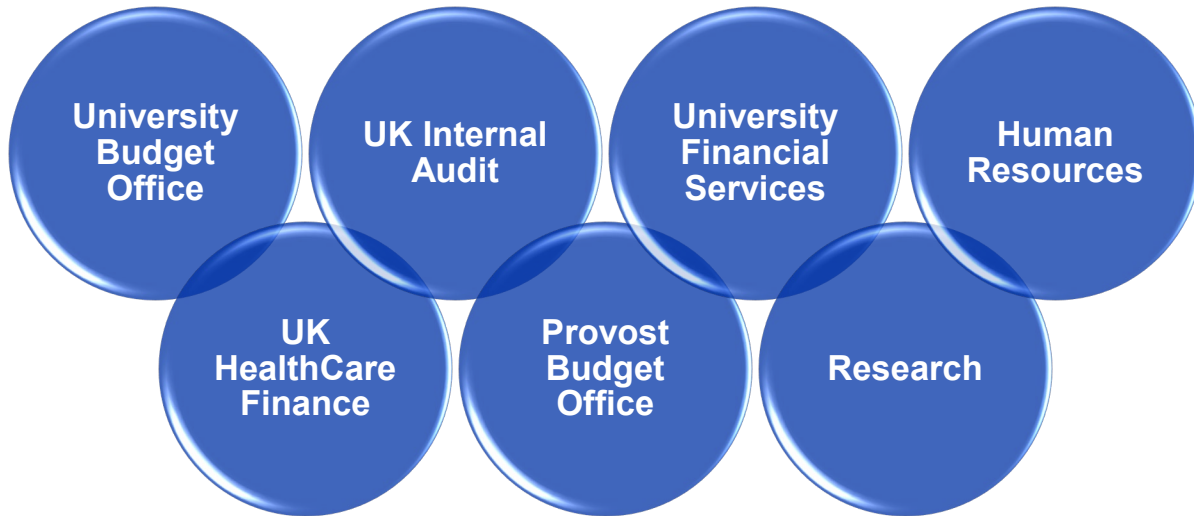 University
Budget
Office
UK Internal
Audit
University
Financial
Services
Human
Resources
UK
HealthCare
Finance
Provost
Budget
Office
Research